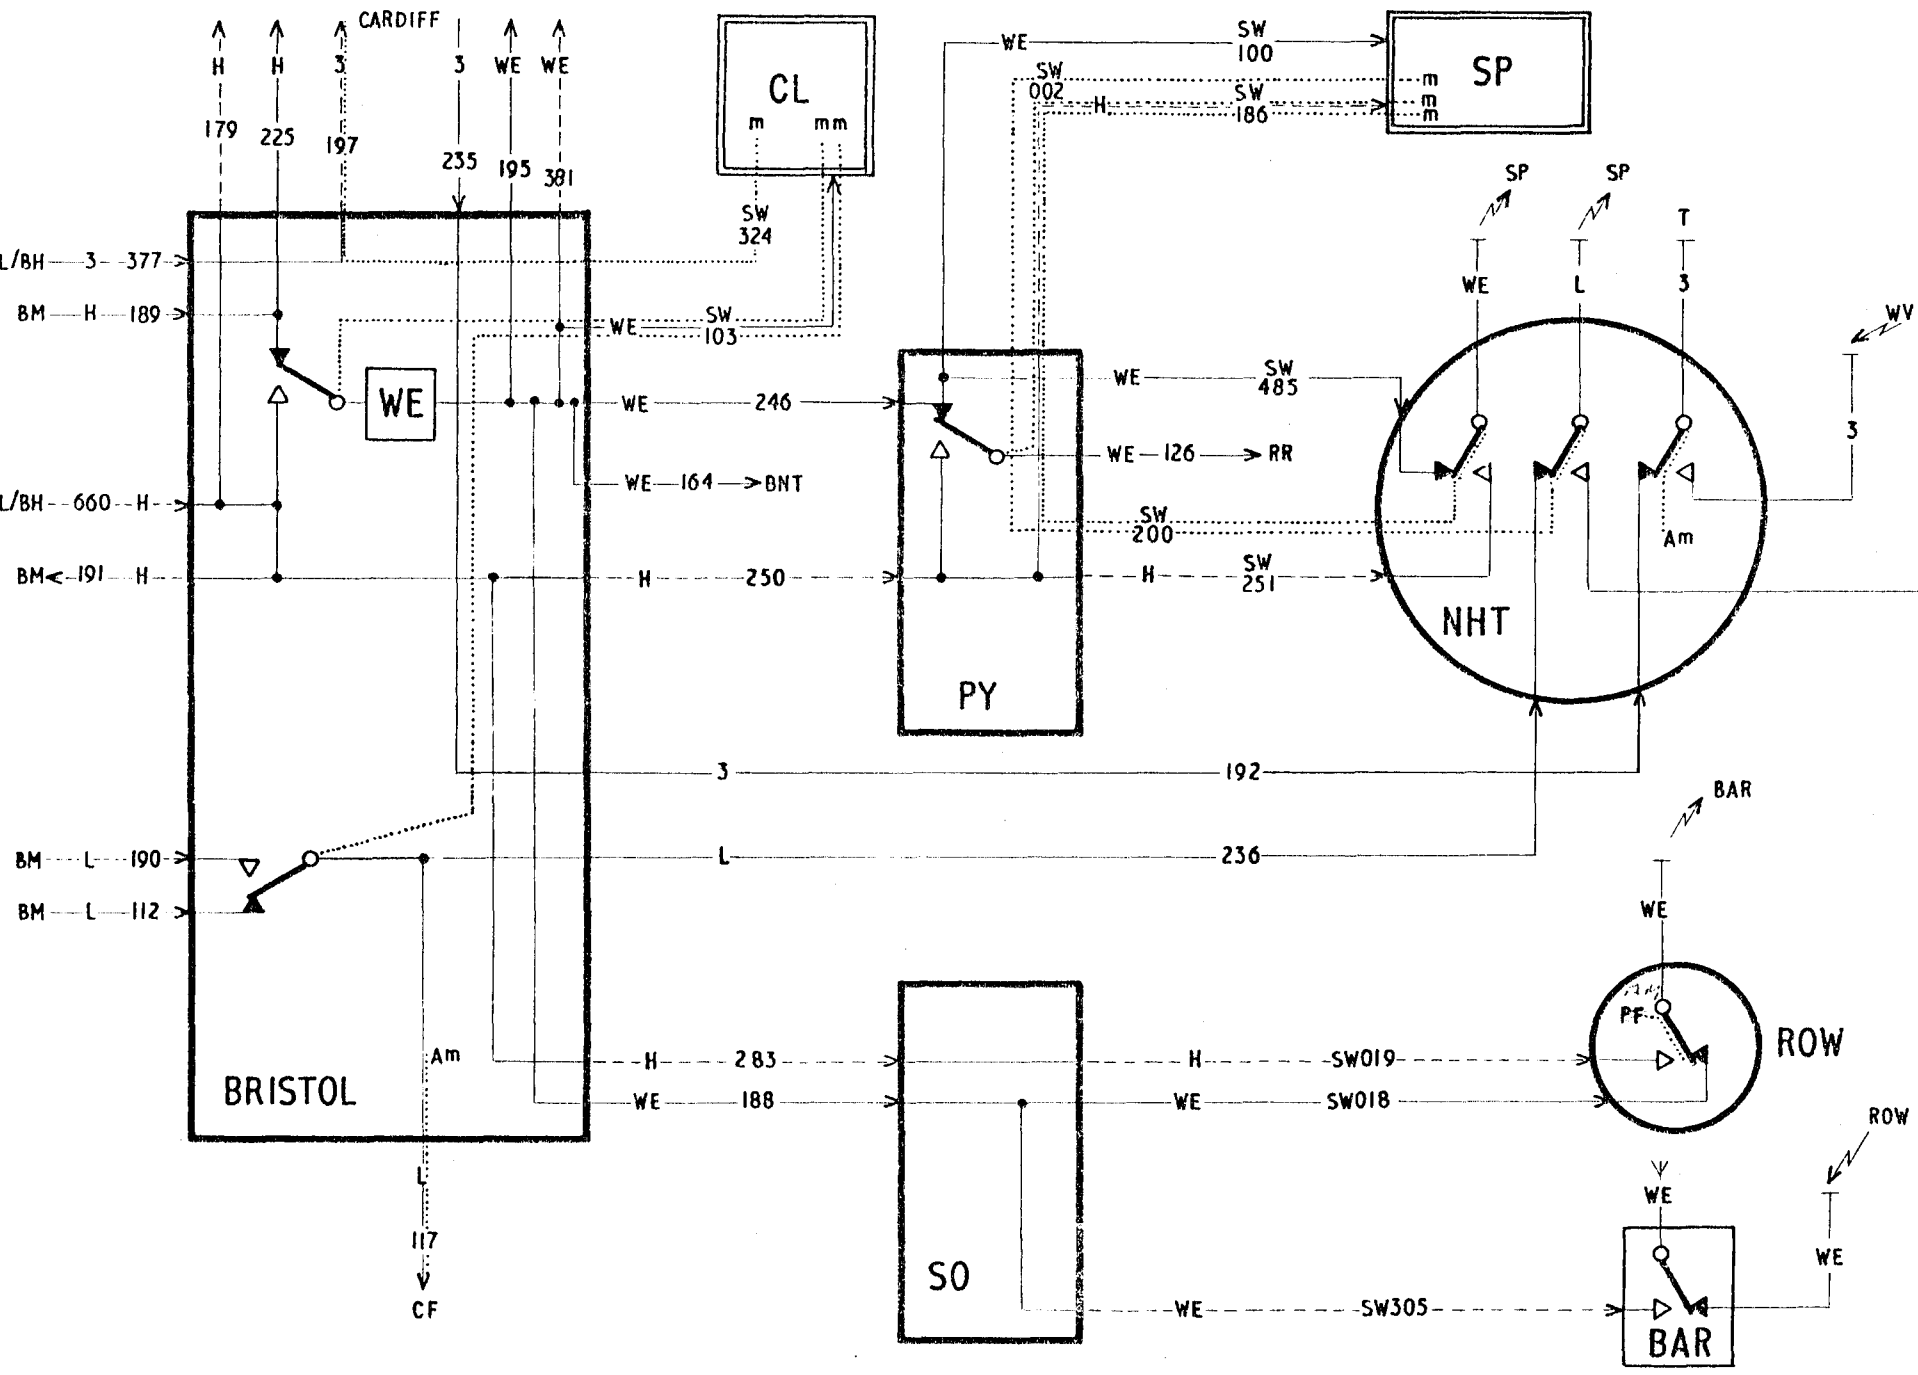 CARDIFF
H H 3 3 WE WE
179 225 197 235 195 381
CL
m m m
SW
324
WE SW
100
SP
SW
002
m
m
m
H SW
186
SP SP T
WE L 3
WV
3
L/BH 3 377
BM H 189
WE SW
103
WE
WE 246
WE 164 BNT
WE SW
485
WE 126 RR
L/BH 660 H
BM 191 H
H 250
SW
200
H SW
251
Am
NHT
PY
3 192
BM L 190
BM L 112
L 236
BAR
WE
Am
BRISTOL
L
117
CF
H 283
WE 188
H SW019
WE SW018
PF
ROW
ROW
WE
WE
SO
WE SW305
BAR